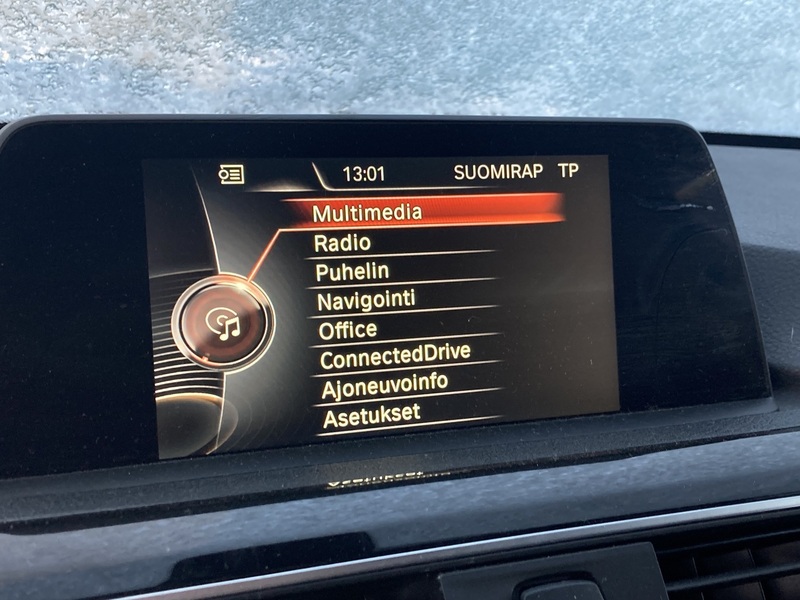 13:01 SUOMIRAP TP
Multimedia
Radio
Puhelin
Navigointi
Office
ConnectedDrive
Ajoneuvoinfo
Asetukset